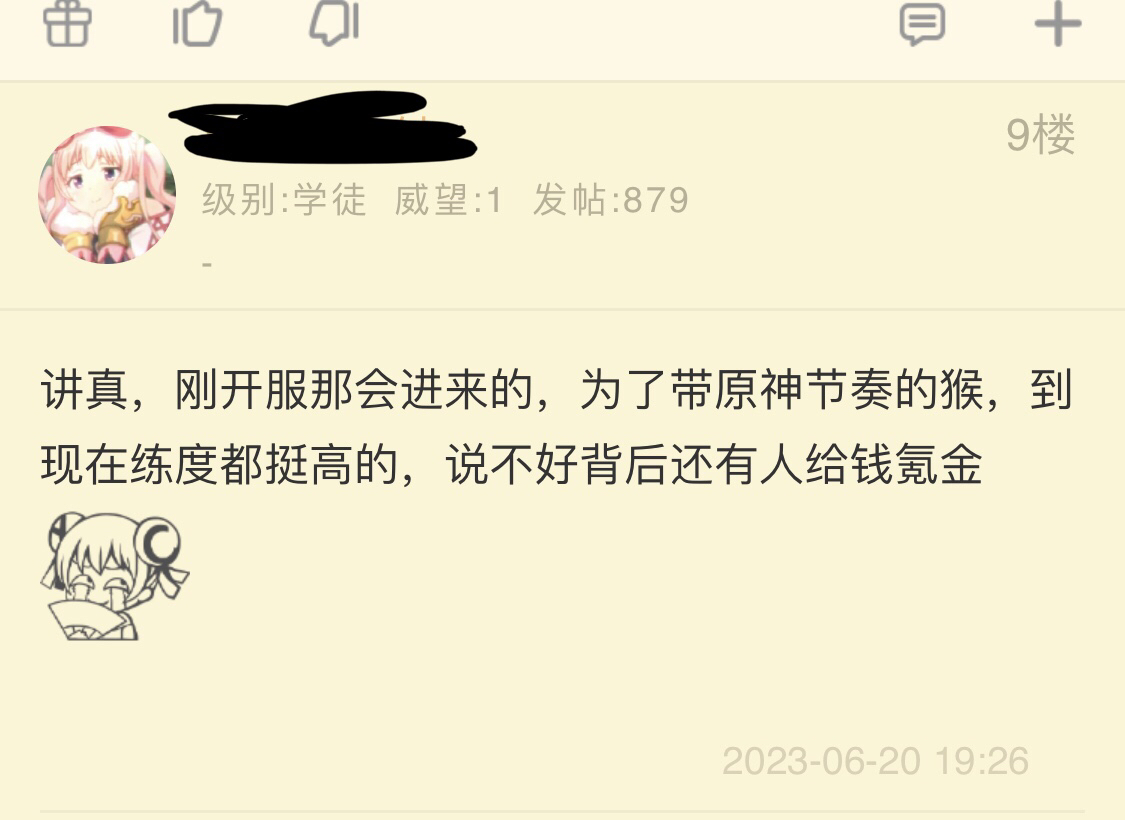 9楼
级别:学徒 威望:1 发帖:879
-
讲真，刚开服那会进来的，为了带原神节奏的猴，到
现在练度都挺高的，说不好背后还有人给钱氪金
2023-06-20 19:26